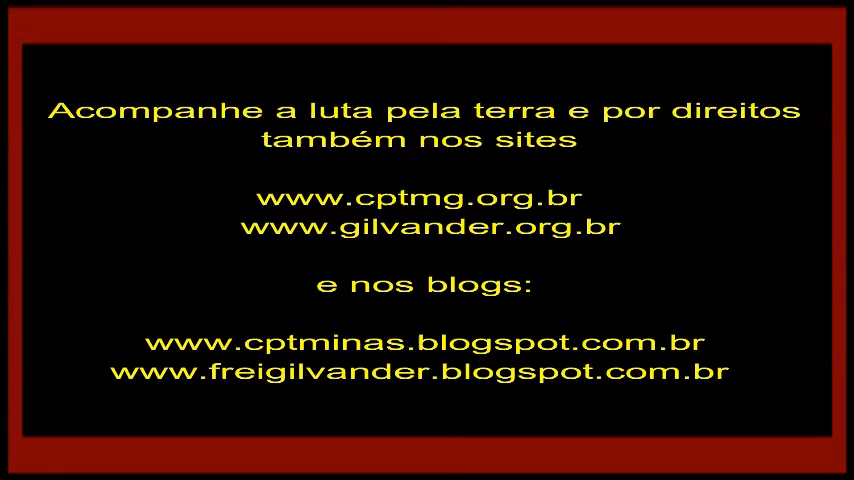 Acompanhe a luta pela terra e por direitos
também nos sites
www.cptmg.org.br
www.gilvander.org.br
e nos blogs:
www.cptminas.blogspot.com.br
www.freigilvander.blogspot.com.br